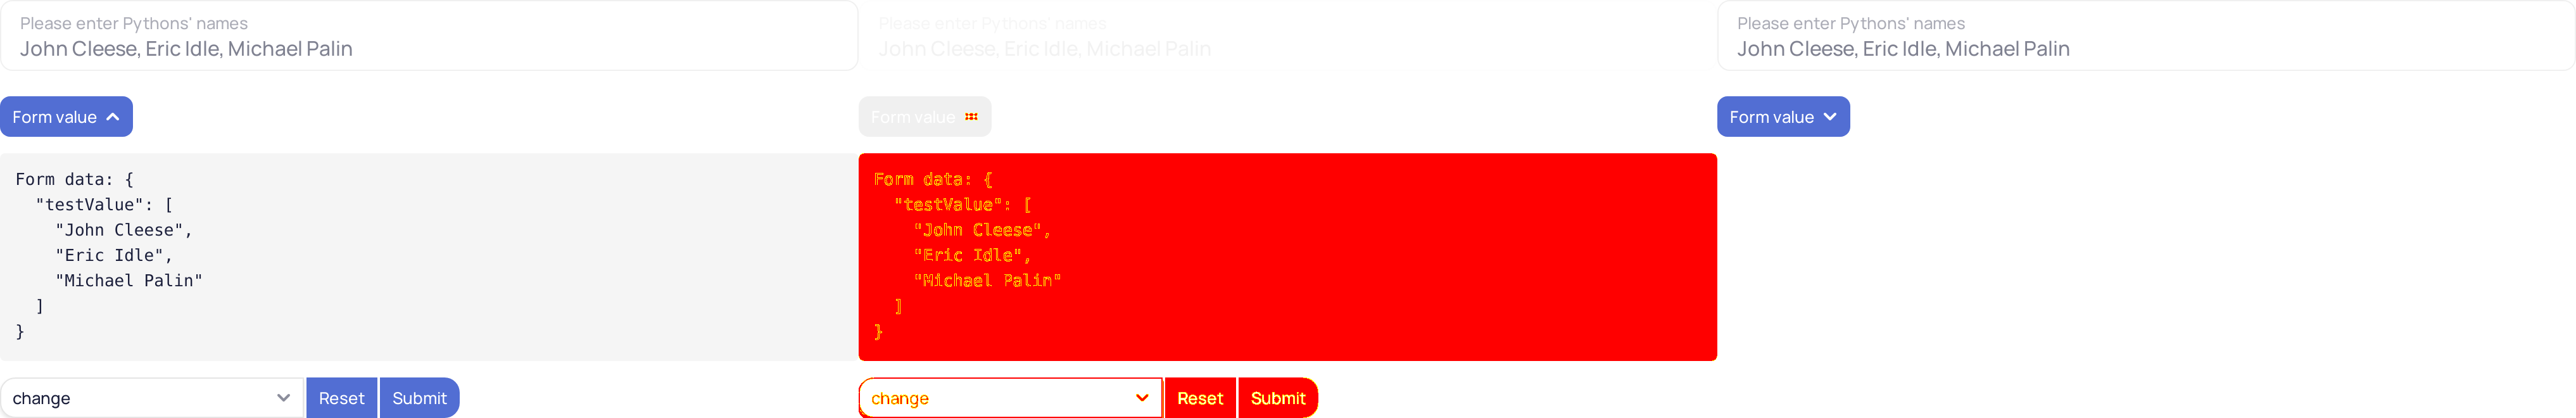 Please enter Pythons' names
John Cleese, Eric Idle, Michael Palin
Form value
Form data: {
  "testValue": [
    "John Cleese",
    "Eric Idle",
    "Michael Palin"
  ]
}
change
Reset
Submit
Please enter Pythons' names
John Cleese, Eric Idle, Michael Palin
Form value
Form data: {
  "testValue": [
    "John Cleese",
    "Eric Idle",
    "Michael Palin"
  ]
}
change
Reset
Submit
Please enter Pythons' names
John Cleese, Eric Idle, Michael Palin
Form value